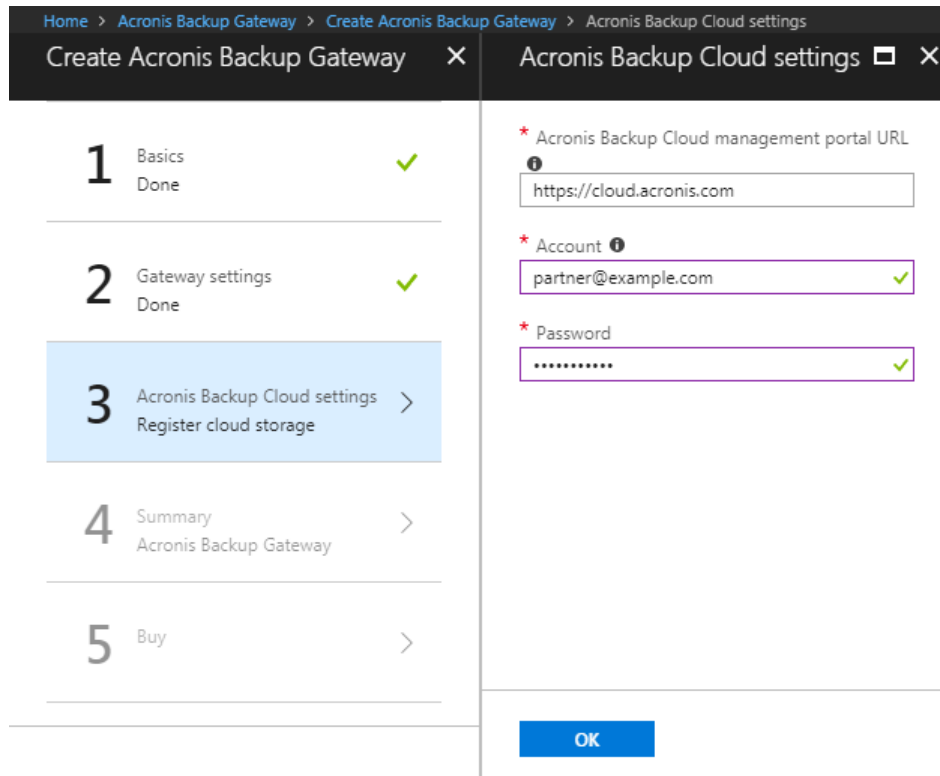 Home > Acronis Backup Gateway > Create Acronis Backup Gateway > Acronis Backup Cloud settings
Create Acronis Backup Gateway
1
Basics
Done
2
Gateway settings
Done
3
Acronis Backup Cloud settings
Register cloud storage
4
Summary
Acronis Backup Gateway
5
Buy
Acronis Backup Cloud settings
* Acronis Backup Cloud management portal URL
https://cloud.acronis.com
* Account
partner@example.com
* Password
•••••••••••
OK